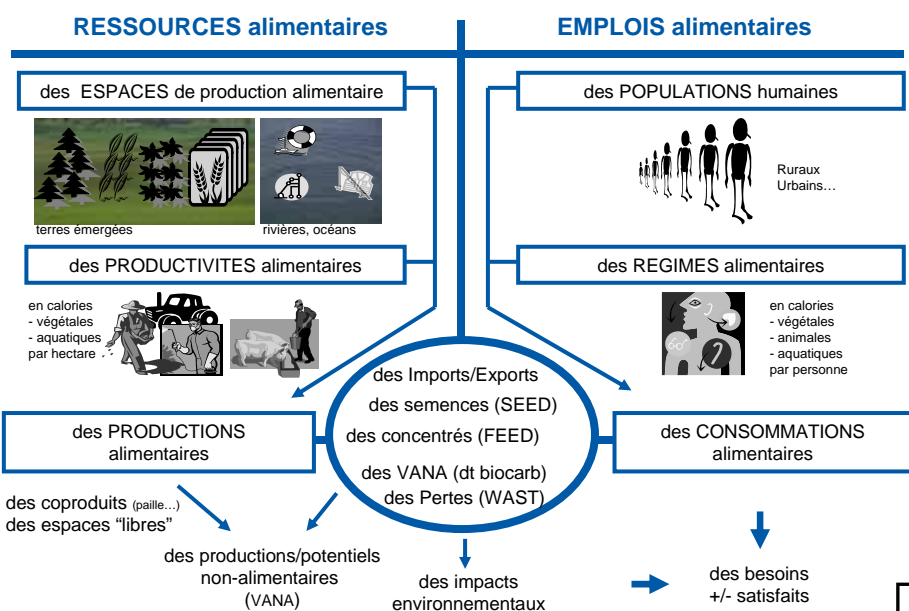 RESSOURCES alimentaires
EMPLOIS alimentaires
des ESPACES de production alimentaire
des POPULATIONS humaines
Ruraux
Urbains…
terres émergées
rivières, océans
des PRODUCTIVITES alimentaires
des REGIMES alimentaires
en calories
- végétales
- aquatiques
par hectare
en calories
- végétales
- animales
- aquatiques
par personne
des Imports/Exports
des semences (SEED)
des concentrés (FEED)
des VANA (dt biocarb)
des Pertes (WAST)
des PRODUCTIONS
alimentaires
des CONSOMMATIONS
alimentaires
des coproduits (paille…)
des espaces “libres”
des productions/potentiels
non-alimentaires
(VANA)
des impacts
environnementaux
des besoins
+/- satisfaits